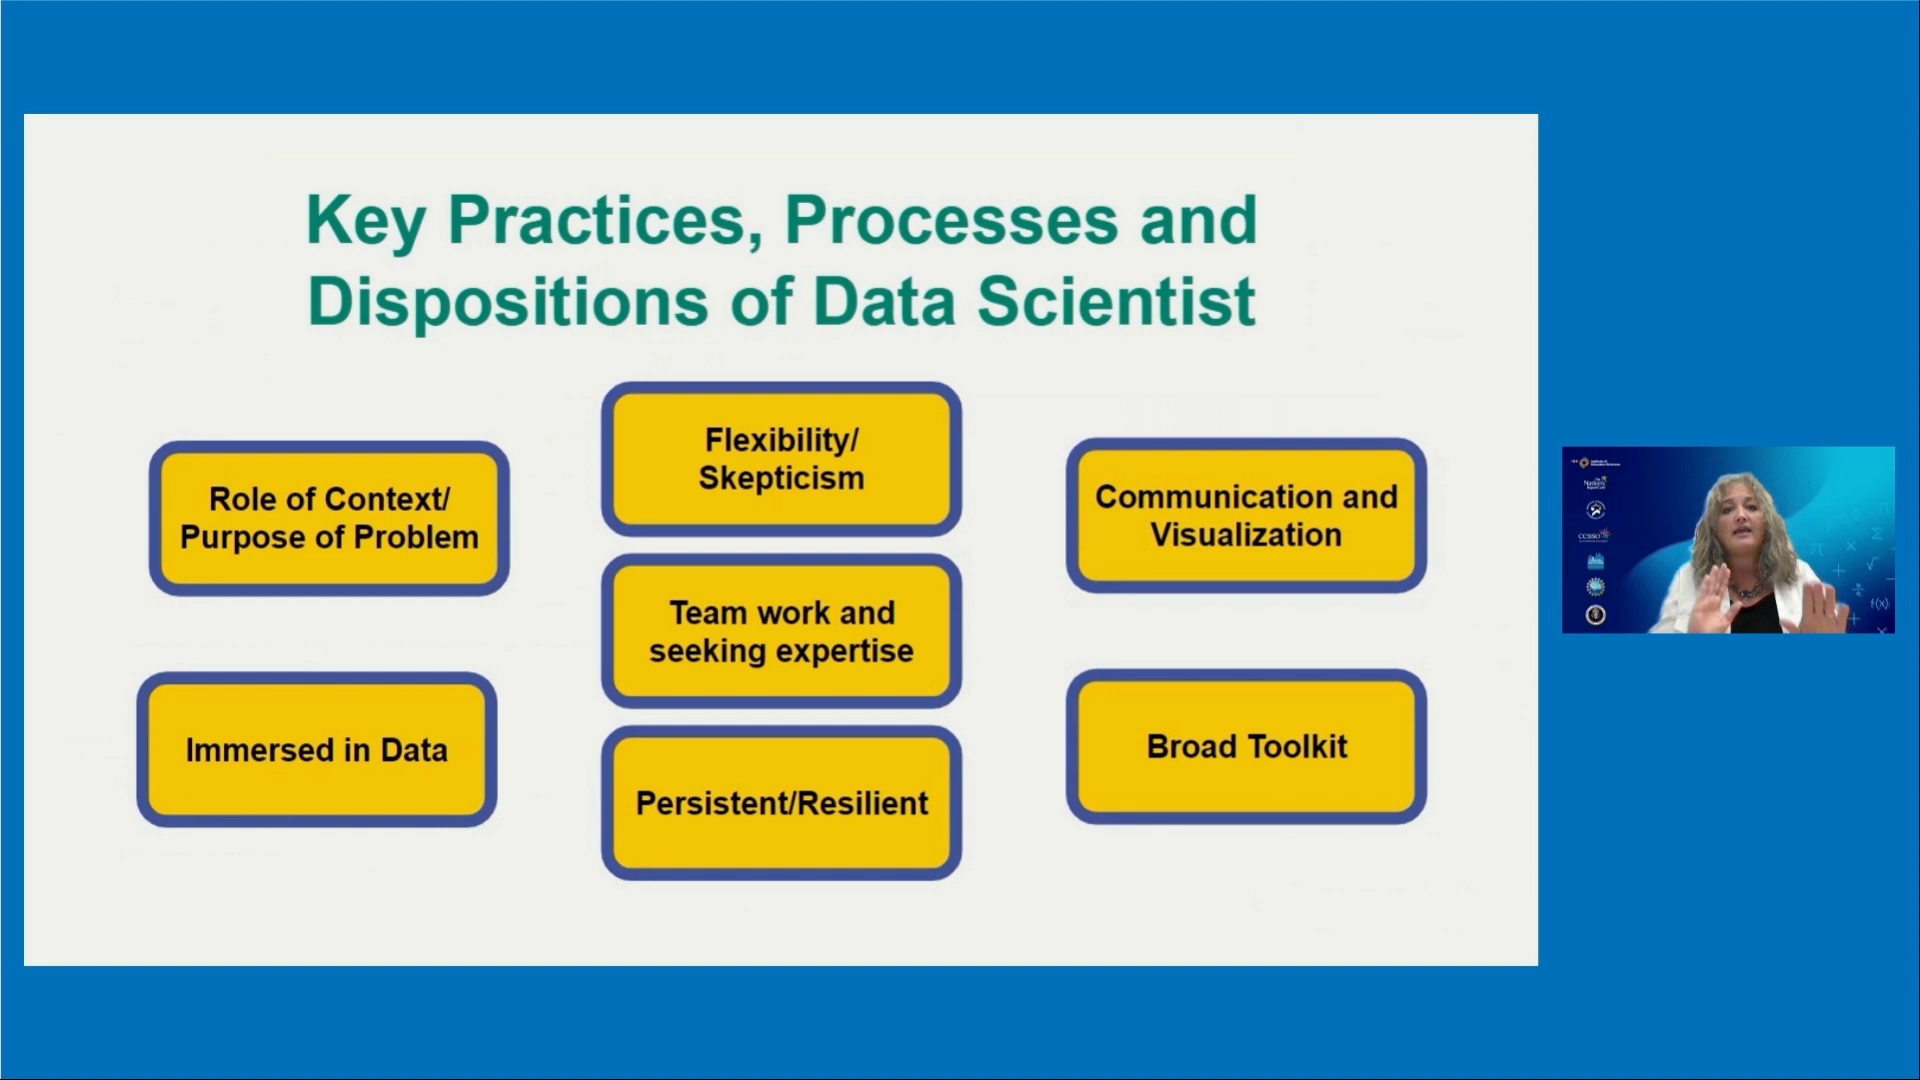 Key Practices, Processes and
Dispositions of Data Scientist
Role of Context/
Purpose of Problem
Flexibility/
Skepticism
Communication and
Visualization
Team work and
seeking expertise
Immersed in Data
Persistent/Resilient
Broad Toolkit
CCSSO
f(x)